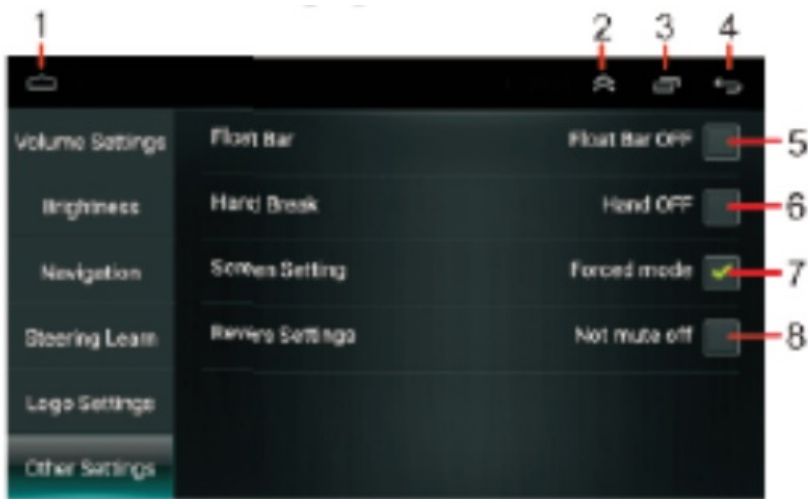 1 2 3 4
Volume Settings Float Bar Float Bar OFF 5
Brightness Hand Break Hand OFF 6
Navigation Screen Setting Forced mode 7
Steering Learn Revers Settings Not mute off 8
Logo Settings
Other Settings